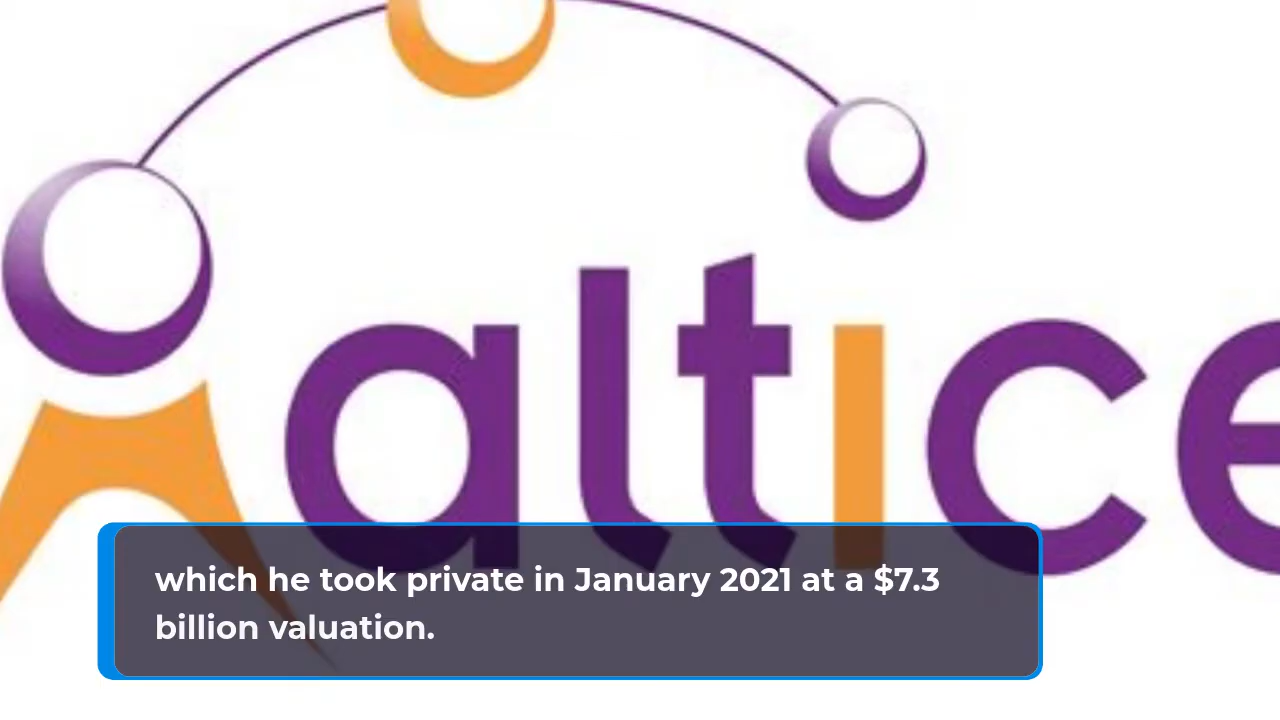 altice
which he took private in January 2021 at a $7.3
billion valuation.